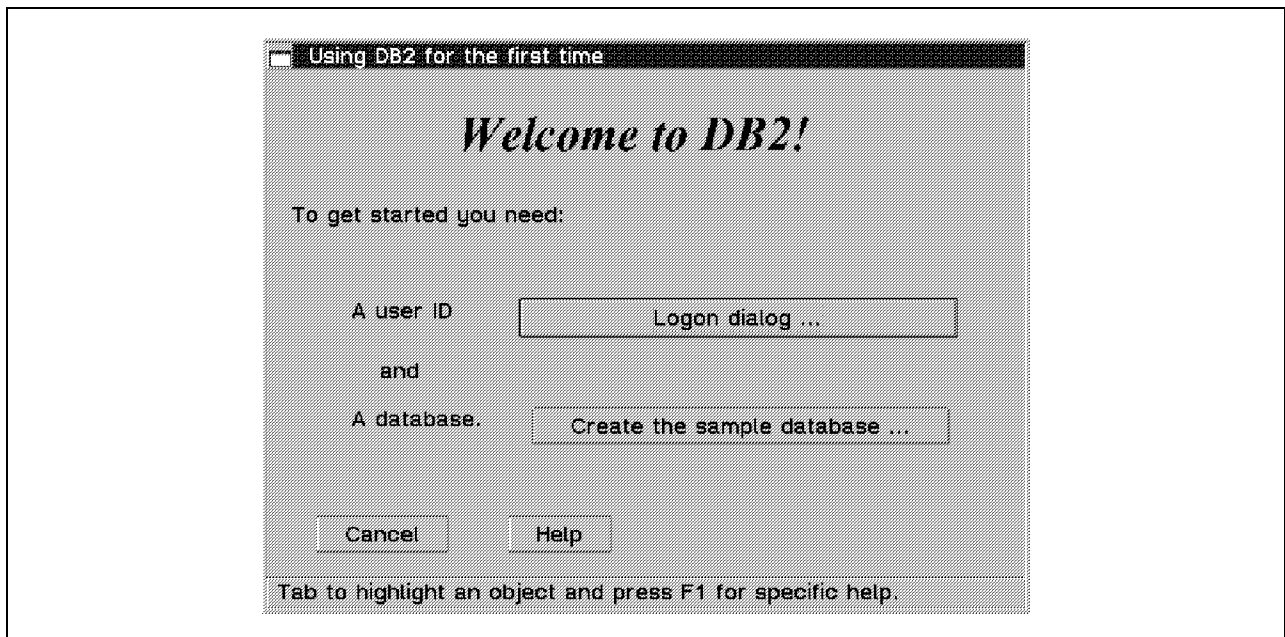 Using DB2 for the first time
Welcome to DB2!
To get started you need:
A user ID
Logon dialog ...
and
A database.
Create the sample database ...
Cancel Help
Tab to highlight an object and press F1 for specific help.